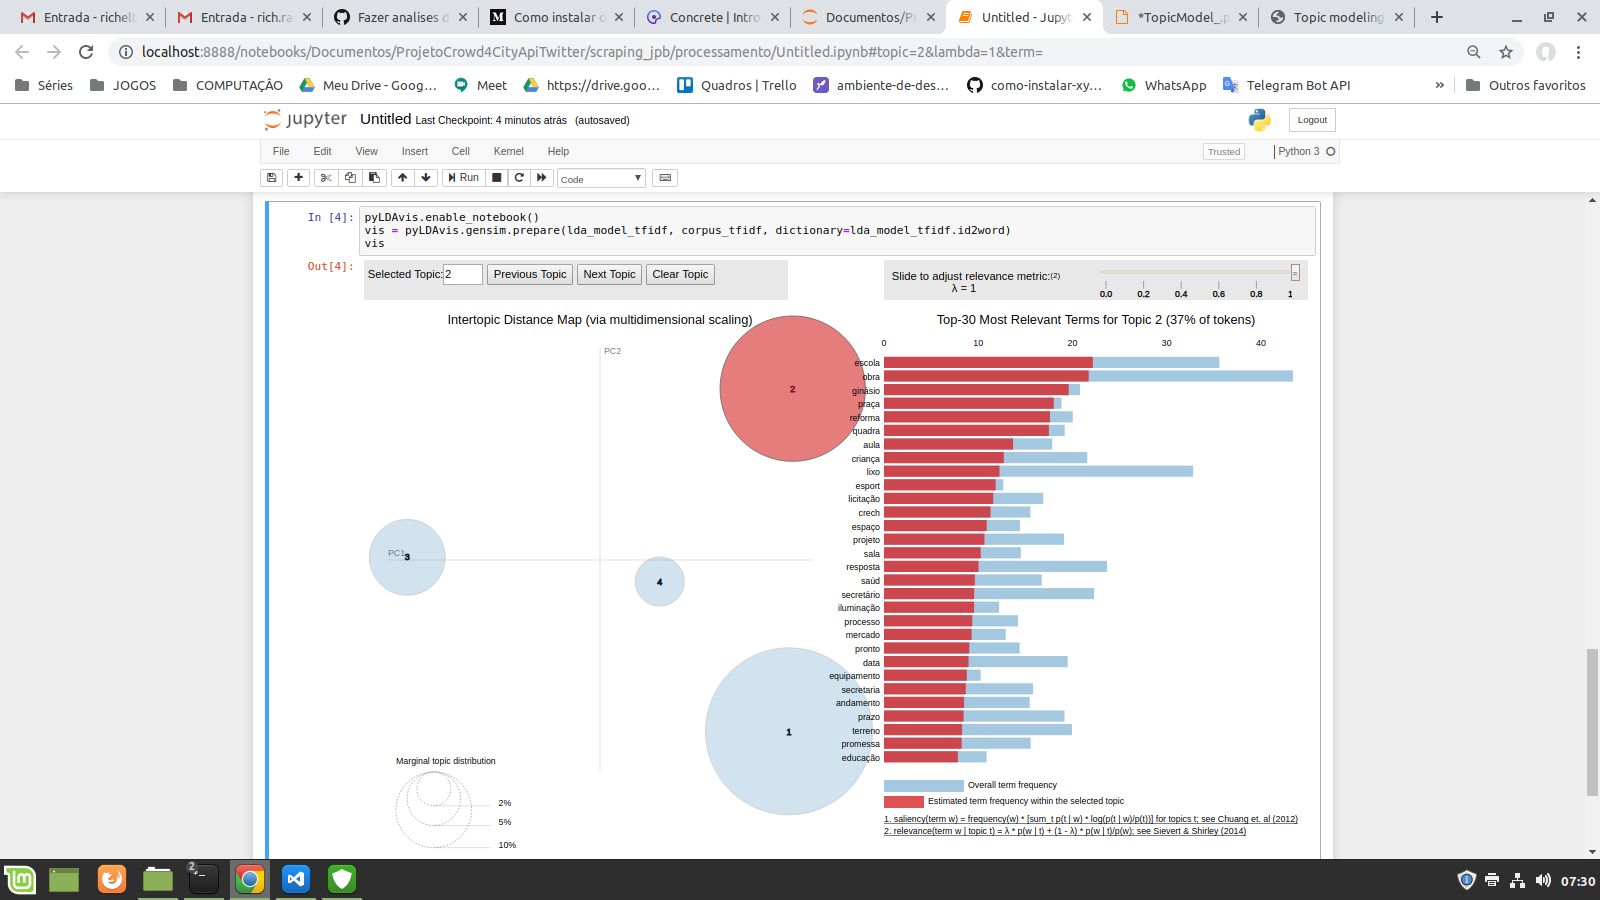 Entrada - richelt
Entrada - rich.ra
Fazer analises d
Como instalar o
Concrete | Intro
Documentos/Pr
Untitled - Jupyt
*TopicModel_.p
Topic modeling
localhost:8888/notebooks/Documentos/ProjetoCrowd4CityApiTwitter/scraping_jpb/processamento/Untitled.ipynb#topic=2&lambda=1&term=
Séries
JOGOS
COMPUTAÇÂO
Meu Drive - Goog...
Meet
https://drive.goo...
Quadros | Trello
ambiente-de-des...
como-instalar-xy...
WhatsApp
Telegram Bot API
»
Outros favoritos
jupyter Untitled Last Checkpoint: 4 minutos atrás (autosaved)
Logout
File Edit View Insert Cell Kernel Help
Trusted
Python 3
Run
Code
In [4]:
pyLDAvis.enable_notebook()
vis = pyLDAvis.gensim.prepare(lda_model_tfidf, corpus_tfidf, dictionary=lda_model_tfidf.id2word)
vis
Out[4]:
Selected Topic: 2 Previous Topic Next Topic Clear Topic
Slide to adjust relevance metric:(2)
λ = 1
0.0 0.2 0.4 0.6 0.8 1
Intertopic Distance Map (via multidimensional scaling)
PC2
2
PC1
3
4
1
Marginal topic distribution
2%
5%
10%
Top-30 Most Relevant Terms for Topic 2 (37% of tokens)
0 10 20 30 40
escola
obra
ginásio
praça
reforma
quadra
aula
criança
lixo
esport
licitação
crech
espaço
projeto
sala
resposta
saúd
secretário
iluminação
processo
mercado
pronto
data
equipamento
secretaria
andamento
prazo
terreno
promessa
educação
Overall term frequency
Estimated term frequency within the selected topic
1. saliency(term w) = frequency(w) * [sum_t p(t | w) * log(p(t | w)/p(t))] for topics t; see Chuang et. al (2012)
2. relevance(term w | topic t) = λ * p(w | t) + (1 - λ) * p(w | t)/p(w); see Sievert & Shirley (2014)
2
07:30